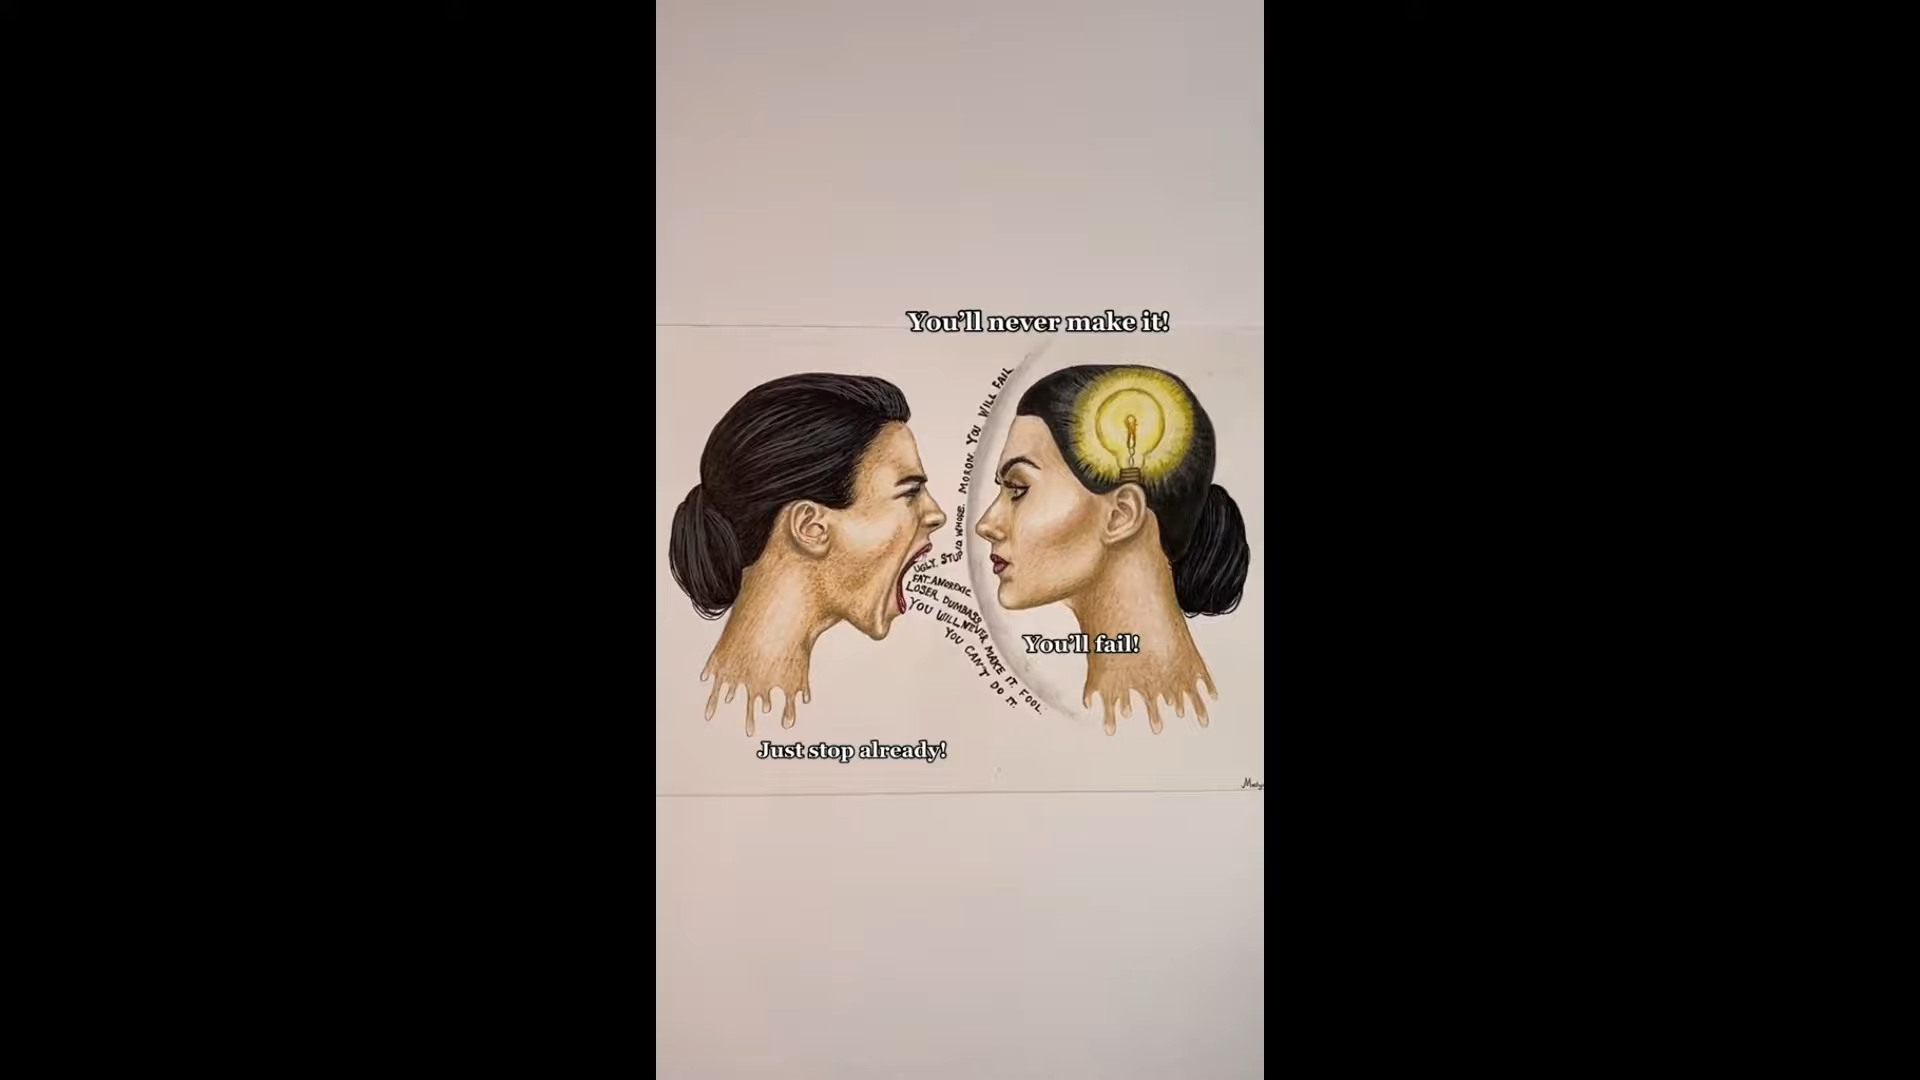 You'll never make it!
UGLY. STUPID WHORE. MORON. YOU WILL FAIL
FAT. ANOREXIC
LOSER. DUMBASS
YOU WILL NEVER MAKE IT. FOOL.
YOU CAN'T DO IT.
You'll fail!
Just stop already!